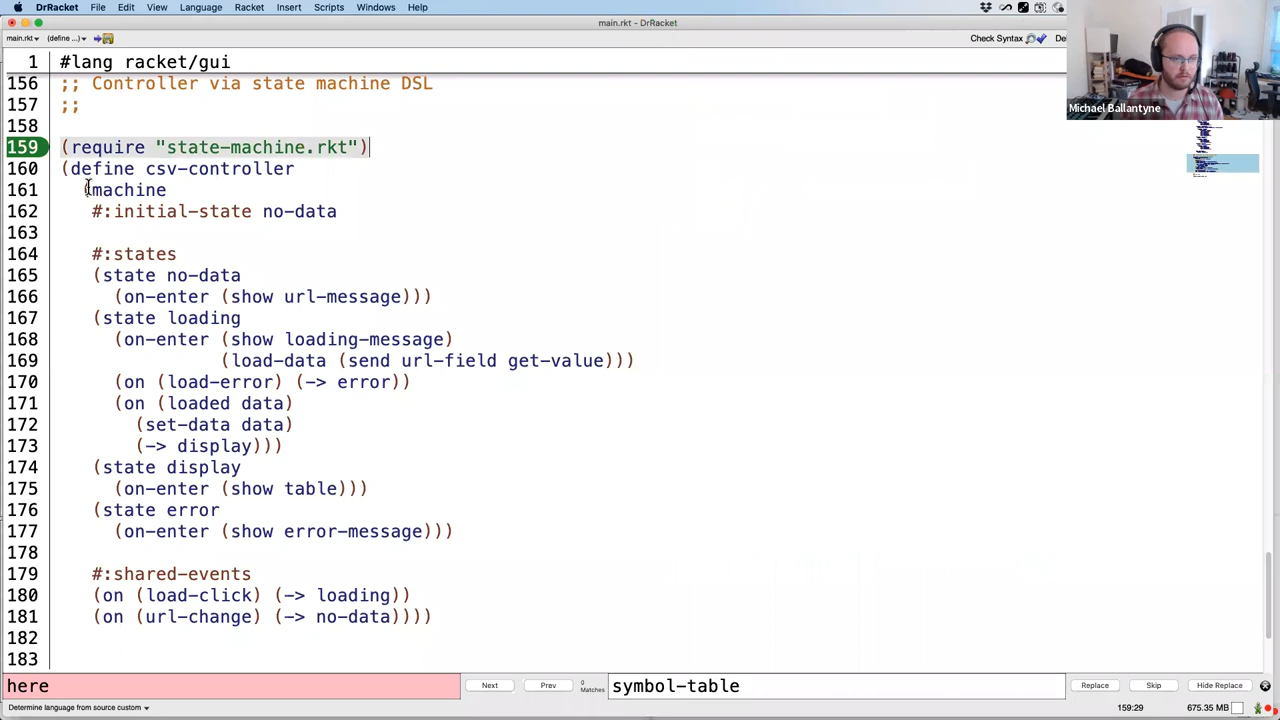 DrRacket File Edit View Language Racket Insert Scripts Windows Help
main.rkt - DrRacket
main.rkt (define ...) Check Syntax De
Michael Ballantyne
1 #lang racket/gui
156 ;; Controller via state machine DSL
157 ;;
158
159 (require "state-machine.rkt")
160 (define csv-controller
161 (machine
162 #:initial-state no-data
163
164 #:states
165 (state no-data
166 (on-enter (show url-message)))
167 (state loading
168 (on-enter (show loading-message)
169 (load-data (send url-field get-value)))
170 (on (load-error) (-> error))
171 (on (loaded data)
172 (set-data data)
173 (-> display)))
174 (state display
175 (on-enter (show table)))
176 (state error
177 (on-enter (show error-message)))
178
179 #:shared-events
180 (on (load-click) (-> loading))
181 (on (url-change) (-> no-data))))
182
183
here Next Prev 0 Matches symbol-table Replace Skip Hide Replace
Determine language from source custom 159:29 675.35 MB